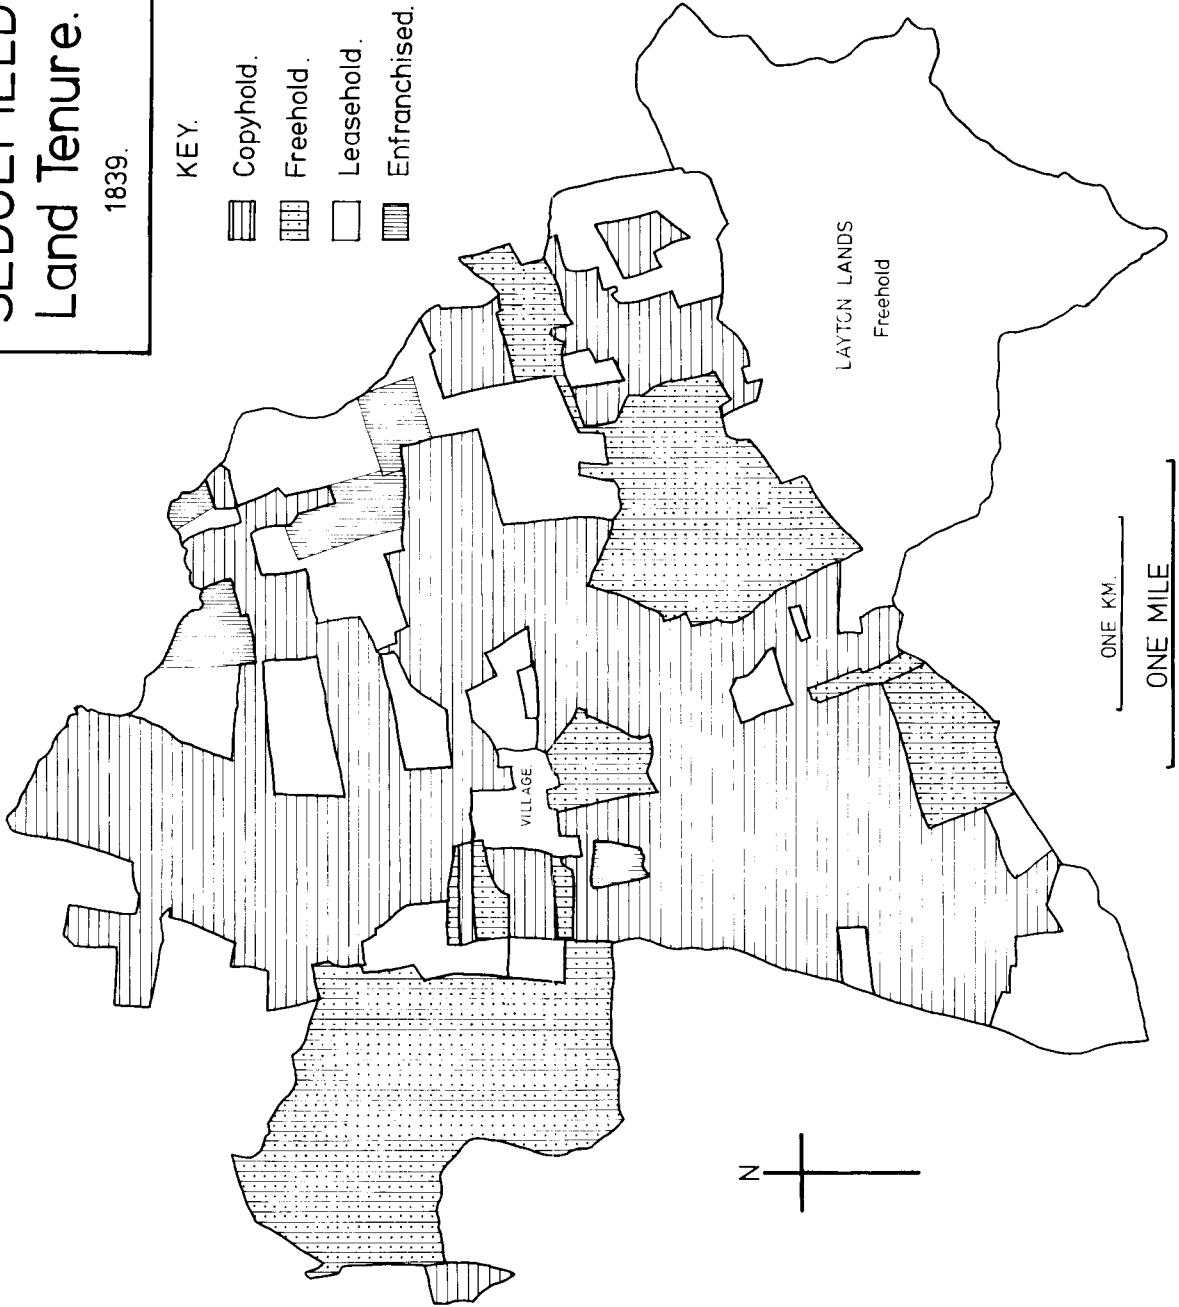 Land Tenure.
1839.
KEY.
Copyhold.
Freehold.
Leasehold.
Enfranchised.
LAYTON LANDS
Freehold
VILLAGE.
N
ONE KM.
ONE MILE